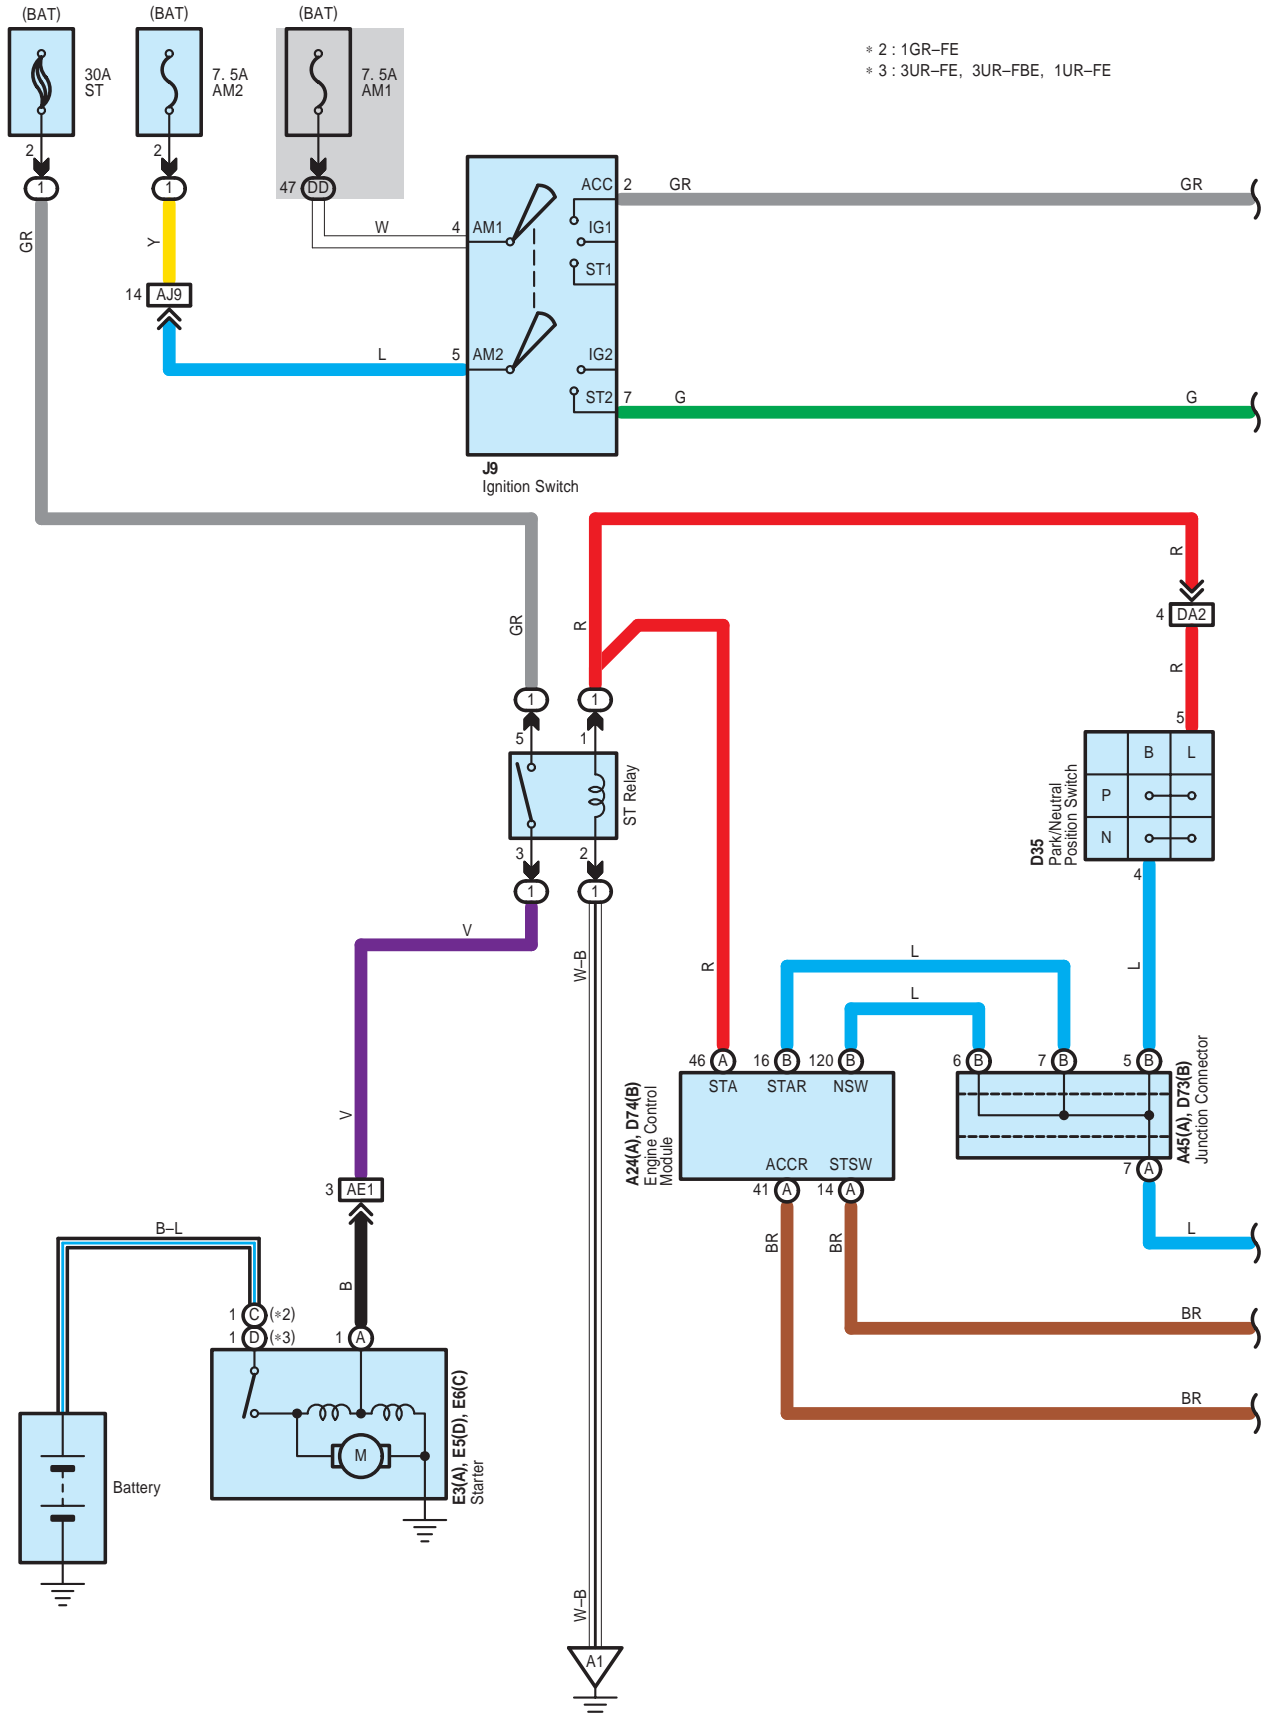 (BAT)
(BAT)
(BAT)
30A
ST
7. 5A
AM2
7. 5A
AM1
* 2 : 1GR–FE
* 3 : 3UR–FE, 3UR–FBE, 1UR–FE
2
2
1
1
47 DD
GR
Y
W
4
AM1
ACC
2
GR
GR
IG1
ST1
14 AJ9
L
5
AM2
IG2
ST2
7
G
G
J9
Ignition Switch
R
4 DA2
GR
R
R
1
1
5
1
5
ST Relay
B
L
P
N
D35
Park/Neutral
Position Switch
3
2
1
1
4
V
W–B
R
L
L
L
46 A
16 B
120 B
6 B
7 B
5 B
STA
STAR
NSW
A24(A), D74(B)
Engine Control
Module
A45(A), D73(B)
Junction Connector
ACCR
STSW
41 A
14 A
7 A
V
3 AE1
B–L
BR
BR
L
B
1 C (*2)
1 D (*3)
1 A
BR
BR
M
E3(A), E5(D), E6(C)
Starter
Battery
W–B
A1